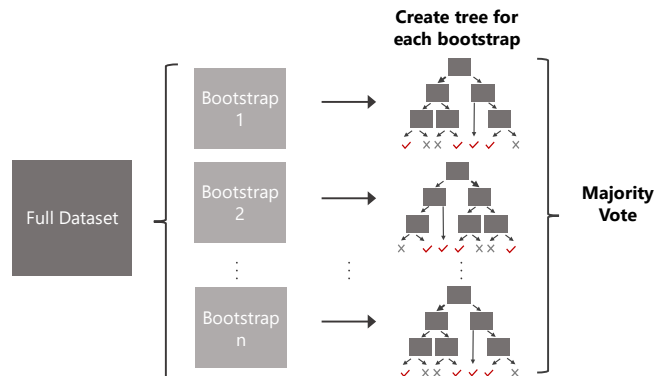 Create tree for
each bootstrap
Bootstrap
1
Full Dataset
Bootstrap
2
Majority
Vote
Bootstrap
n